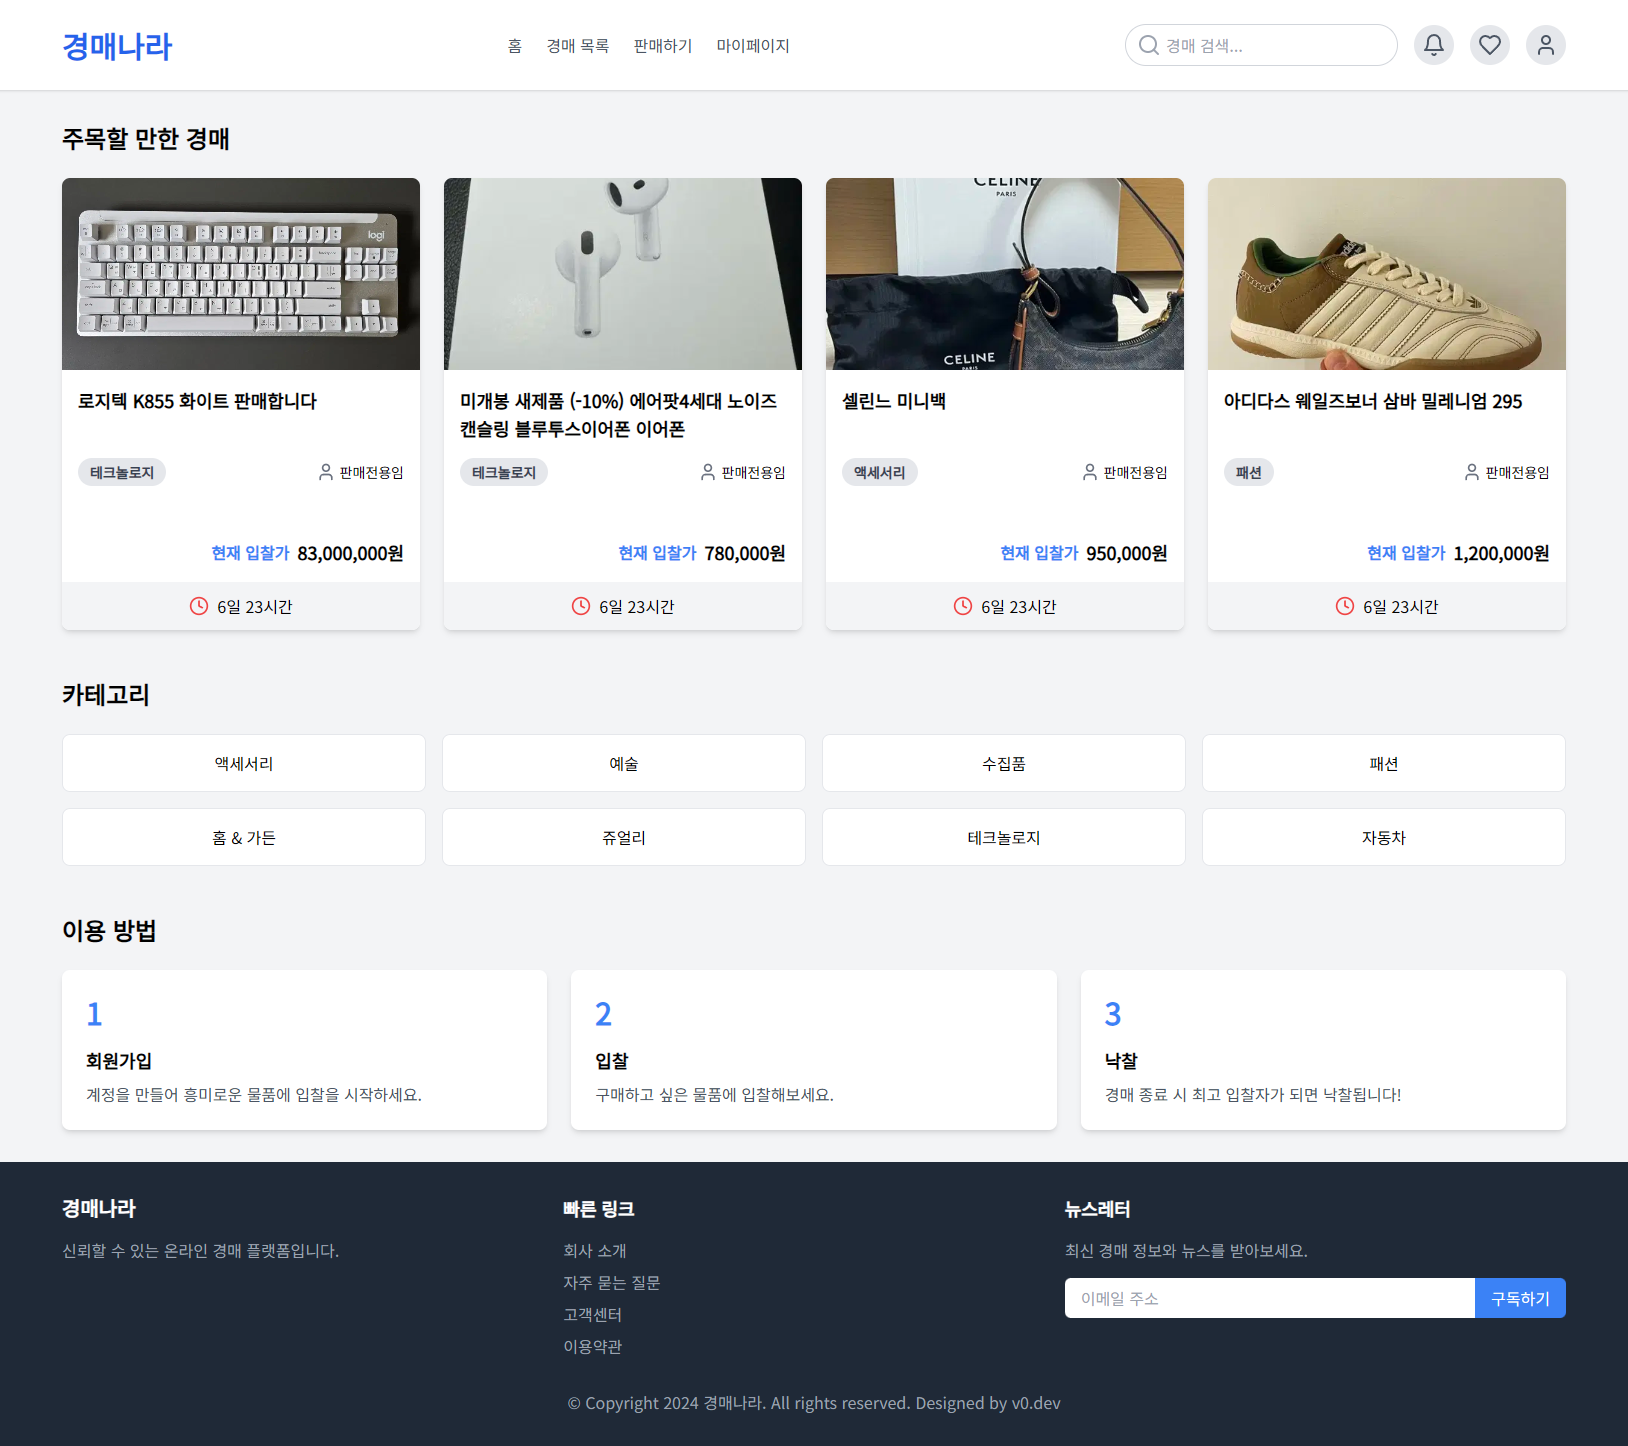 경매나라
홈 경매 목록 판매하기 마이페이지
경매 검색...
주목할 만한 경매
logi
CELINE
PARIS
CELINE
PARIS
로지텍 K855 화이트 판매합니다
테크놀로지 판매전용임
현재 입찰가 83,000,000원
6일 23시간
미개봉 새제품 (-10%) 에어팟4세대 노이즈
캔슬링 블루투스이어폰 이어폰
테크놀로지 판매전용임
현재 입찰가 780,000원
6일 23시간
셀린느 미니백
액세서리 판매전용임
현재 입찰가 950,000원
6일 23시간
아디다스 웨일즈보너 삼바 밀레니엄 295
패션 판매전용임
현재 입찰가 1,200,000원
6일 23시간
카테고리
액세서리 예술 수집품 패션
홈 & 가든 쥬얼리 테크놀로지 자동차
이용 방법
1
회원가입
계정을 만들어 흥미로운 물품에 입찰을 시작하세요.
2
입찰
구매하고 싶은 물품에 입찰해보세요.
3
낙찰
경매 종료 시 최고 입찰자가 되면 낙찰됩니다!
경매나라
신뢰할 수 있는 온라인 경매 플랫폼입니다.
빠른 링크
회사 소개
자주 묻는 질문
고객센터
이용약관
뉴스레터
최신 경매 정보와 뉴스를 받아보세요.
이메일 주소 구독하기
© Copyright 2024 경매나라. All rights reserved. Designed by v0.dev